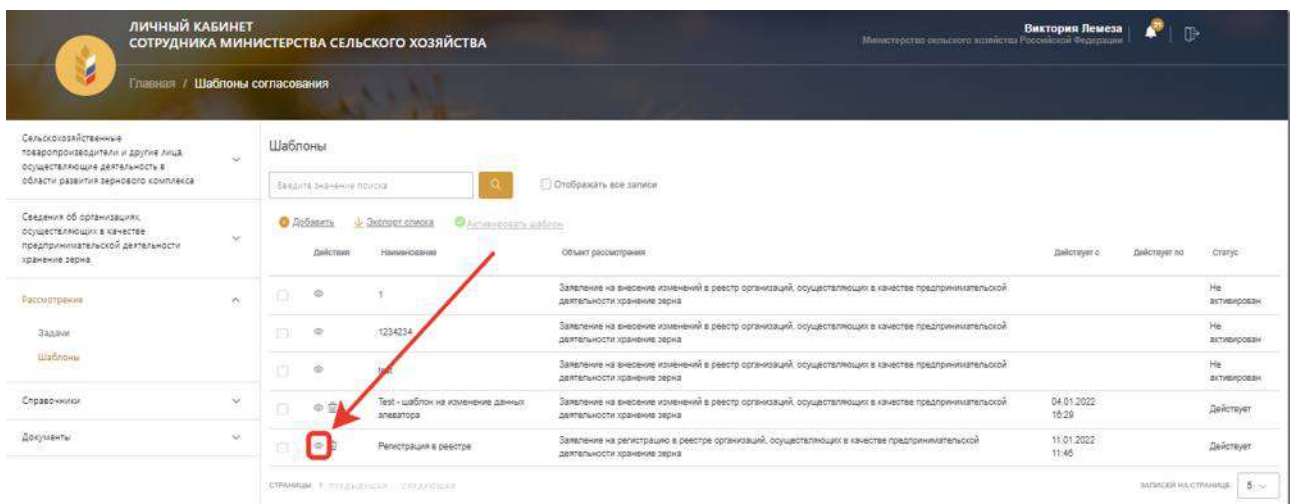 ЛИЧНЫЙ КАБИНЕТ
СОТРУДНИКА МИНИСТЕРСТВА СЕЛЬСКОГО ХОЗЯЙСТВА
Виктория Лемеза
Министерство сельского хозяйства Российской Федерации
Главная / Шаблоны согласования
Сельскохозяйственные
товаропроизводители и другие лица,
осуществляющие деятельность в
области развития зернового комплекса
Сведения об организациях,
осуществляющих в качестве
предпринимательской деятельности
хранение зерна
Рассмотрение
Задачи
Шаблоны
Справочники
Документы
Шаблоны
Введите значение поиска
Отображать все записи
Добавить Экспорт списка Активировать шаблон
Действия Наименование Объект рассмотрения Действует с Действует по Статус
1 Заявление на внесение изменений в реестр организаций, осуществляющих в качестве предпринимательской Не
деятельности хранение зерна активирован
1234234 Заявление на внесение изменений в реестр организаций, осуществляющих в качестве предпринимательской Не
деятельности хранение зерна активирован
test Заявление на внесение изменений в реестр организаций, осуществляющих в качестве предпринимательской Не
деятельности хранение зерна активирован
Test - шаблон на изменение данных Заявление на внесение изменений в реестр организаций, осуществляющих в качестве предпринимательской 04.01.2022 Действует
элеватора деятельности хранение зерна 16:29
Регистрация в реестре Заявление на регистрацию в реестре организаций, осуществляющих в качестве предпринимательской 11.01.2022 Действует
деятельности хранение зерна 11:46
СТРАНИЦЫ: 1 ПРЕДЫДУЩАЯ СЛЕДУЮЩАЯ
ЗАПИСЕЙ НА СТРАНИЦЕ: 5